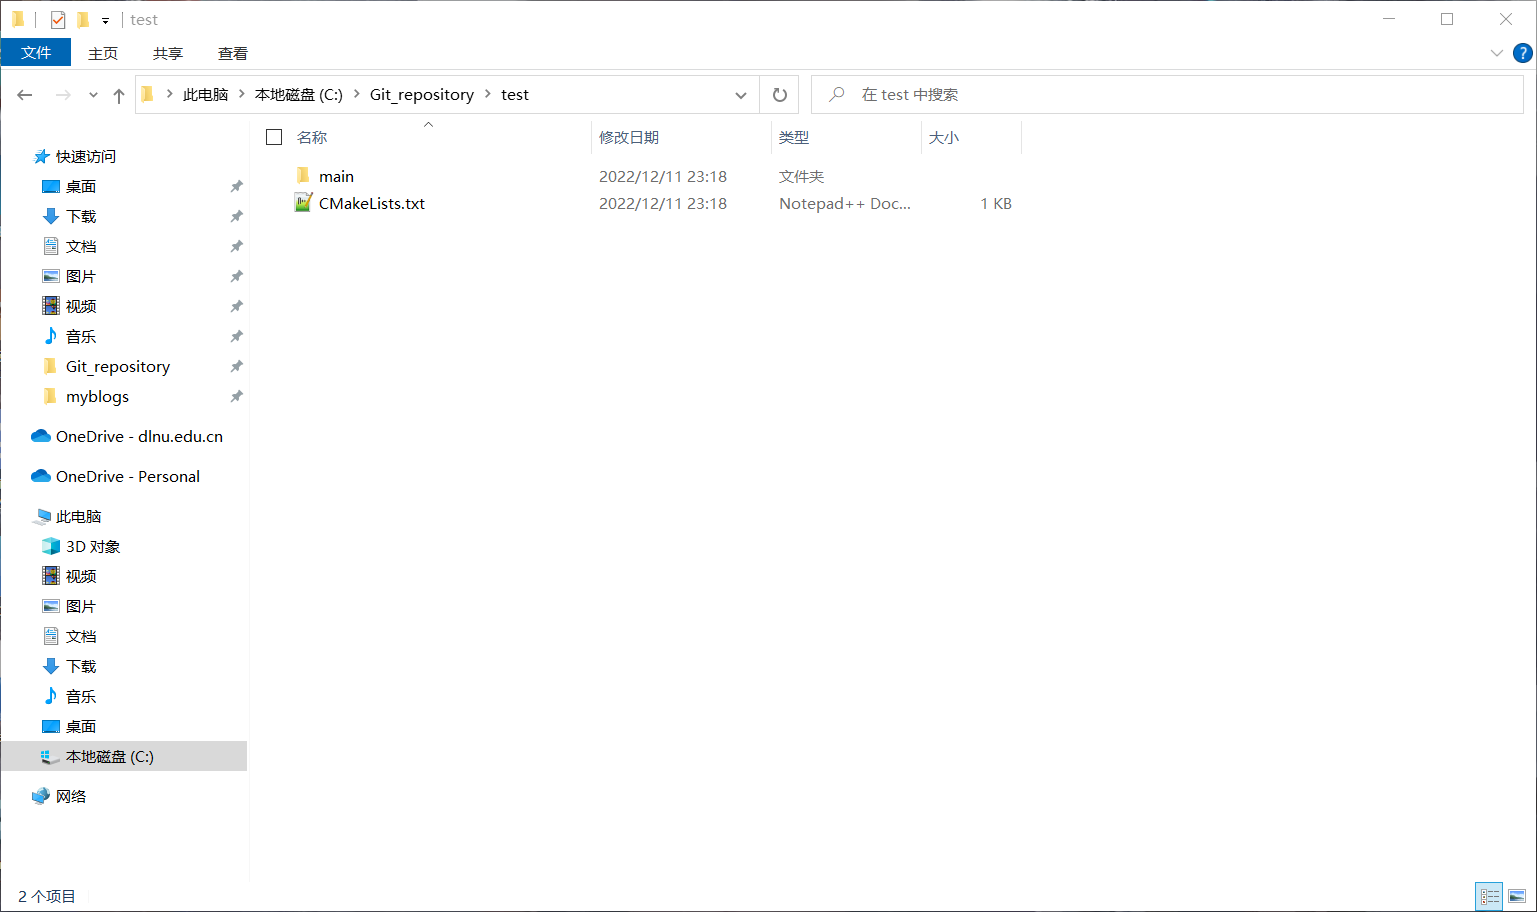 test
文件 主页 共享 查看
此电脑 本地磁盘 (C:) Git_repository test 在 test 中搜索
名称 修改日期 类型 大小
main 2022/12/11 23:18 文件夹
CMakeLists.txt 2022/12/11 23:18 Notepad++ Doc... 1 KB
快速访问
桌面
下载
文档
图片
视频
音乐
Git_repository
myblogs
OneDrive - dlnu.edu.cn
OneDrive - Personal
此电脑
3D 对象
视频
图片
文档
下载
音乐
桌面
本地磁盘 (C:)
网络
2 个项目